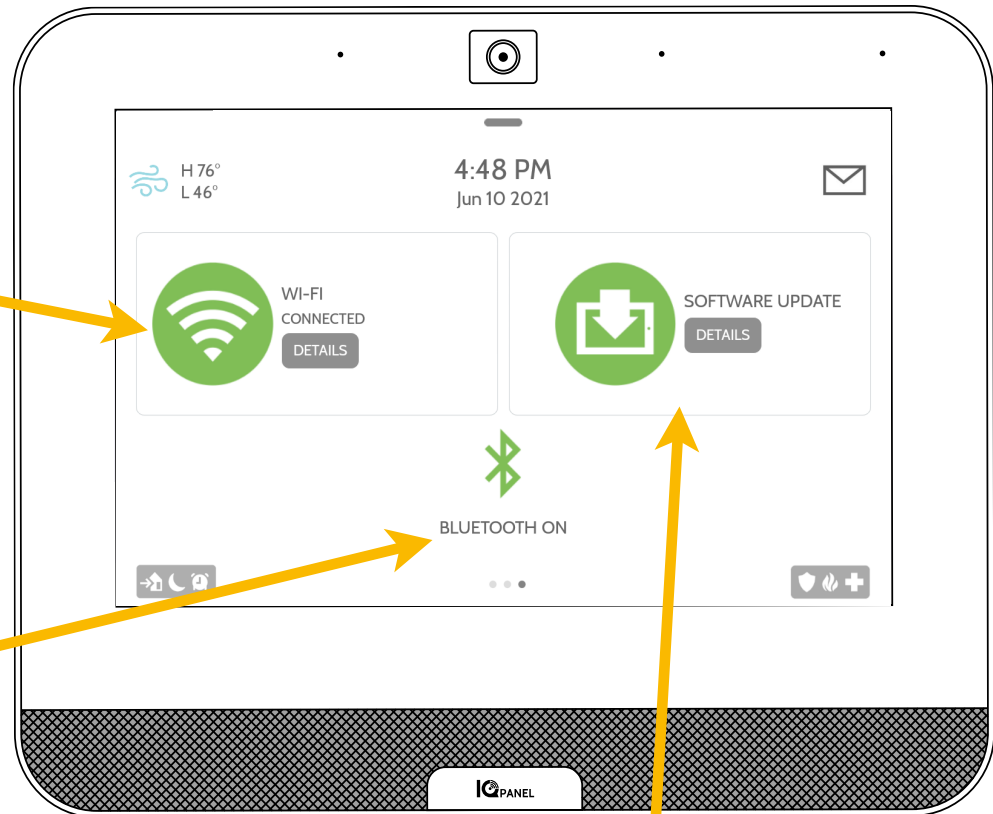 H 76°
L 46°
4:48 PM
Jun 10 2021
WI-FI
CONNECTED
DETAILS
SOFTWARE UPDATE
DETAILS
BLUETOOTH ON
IQ PANEL